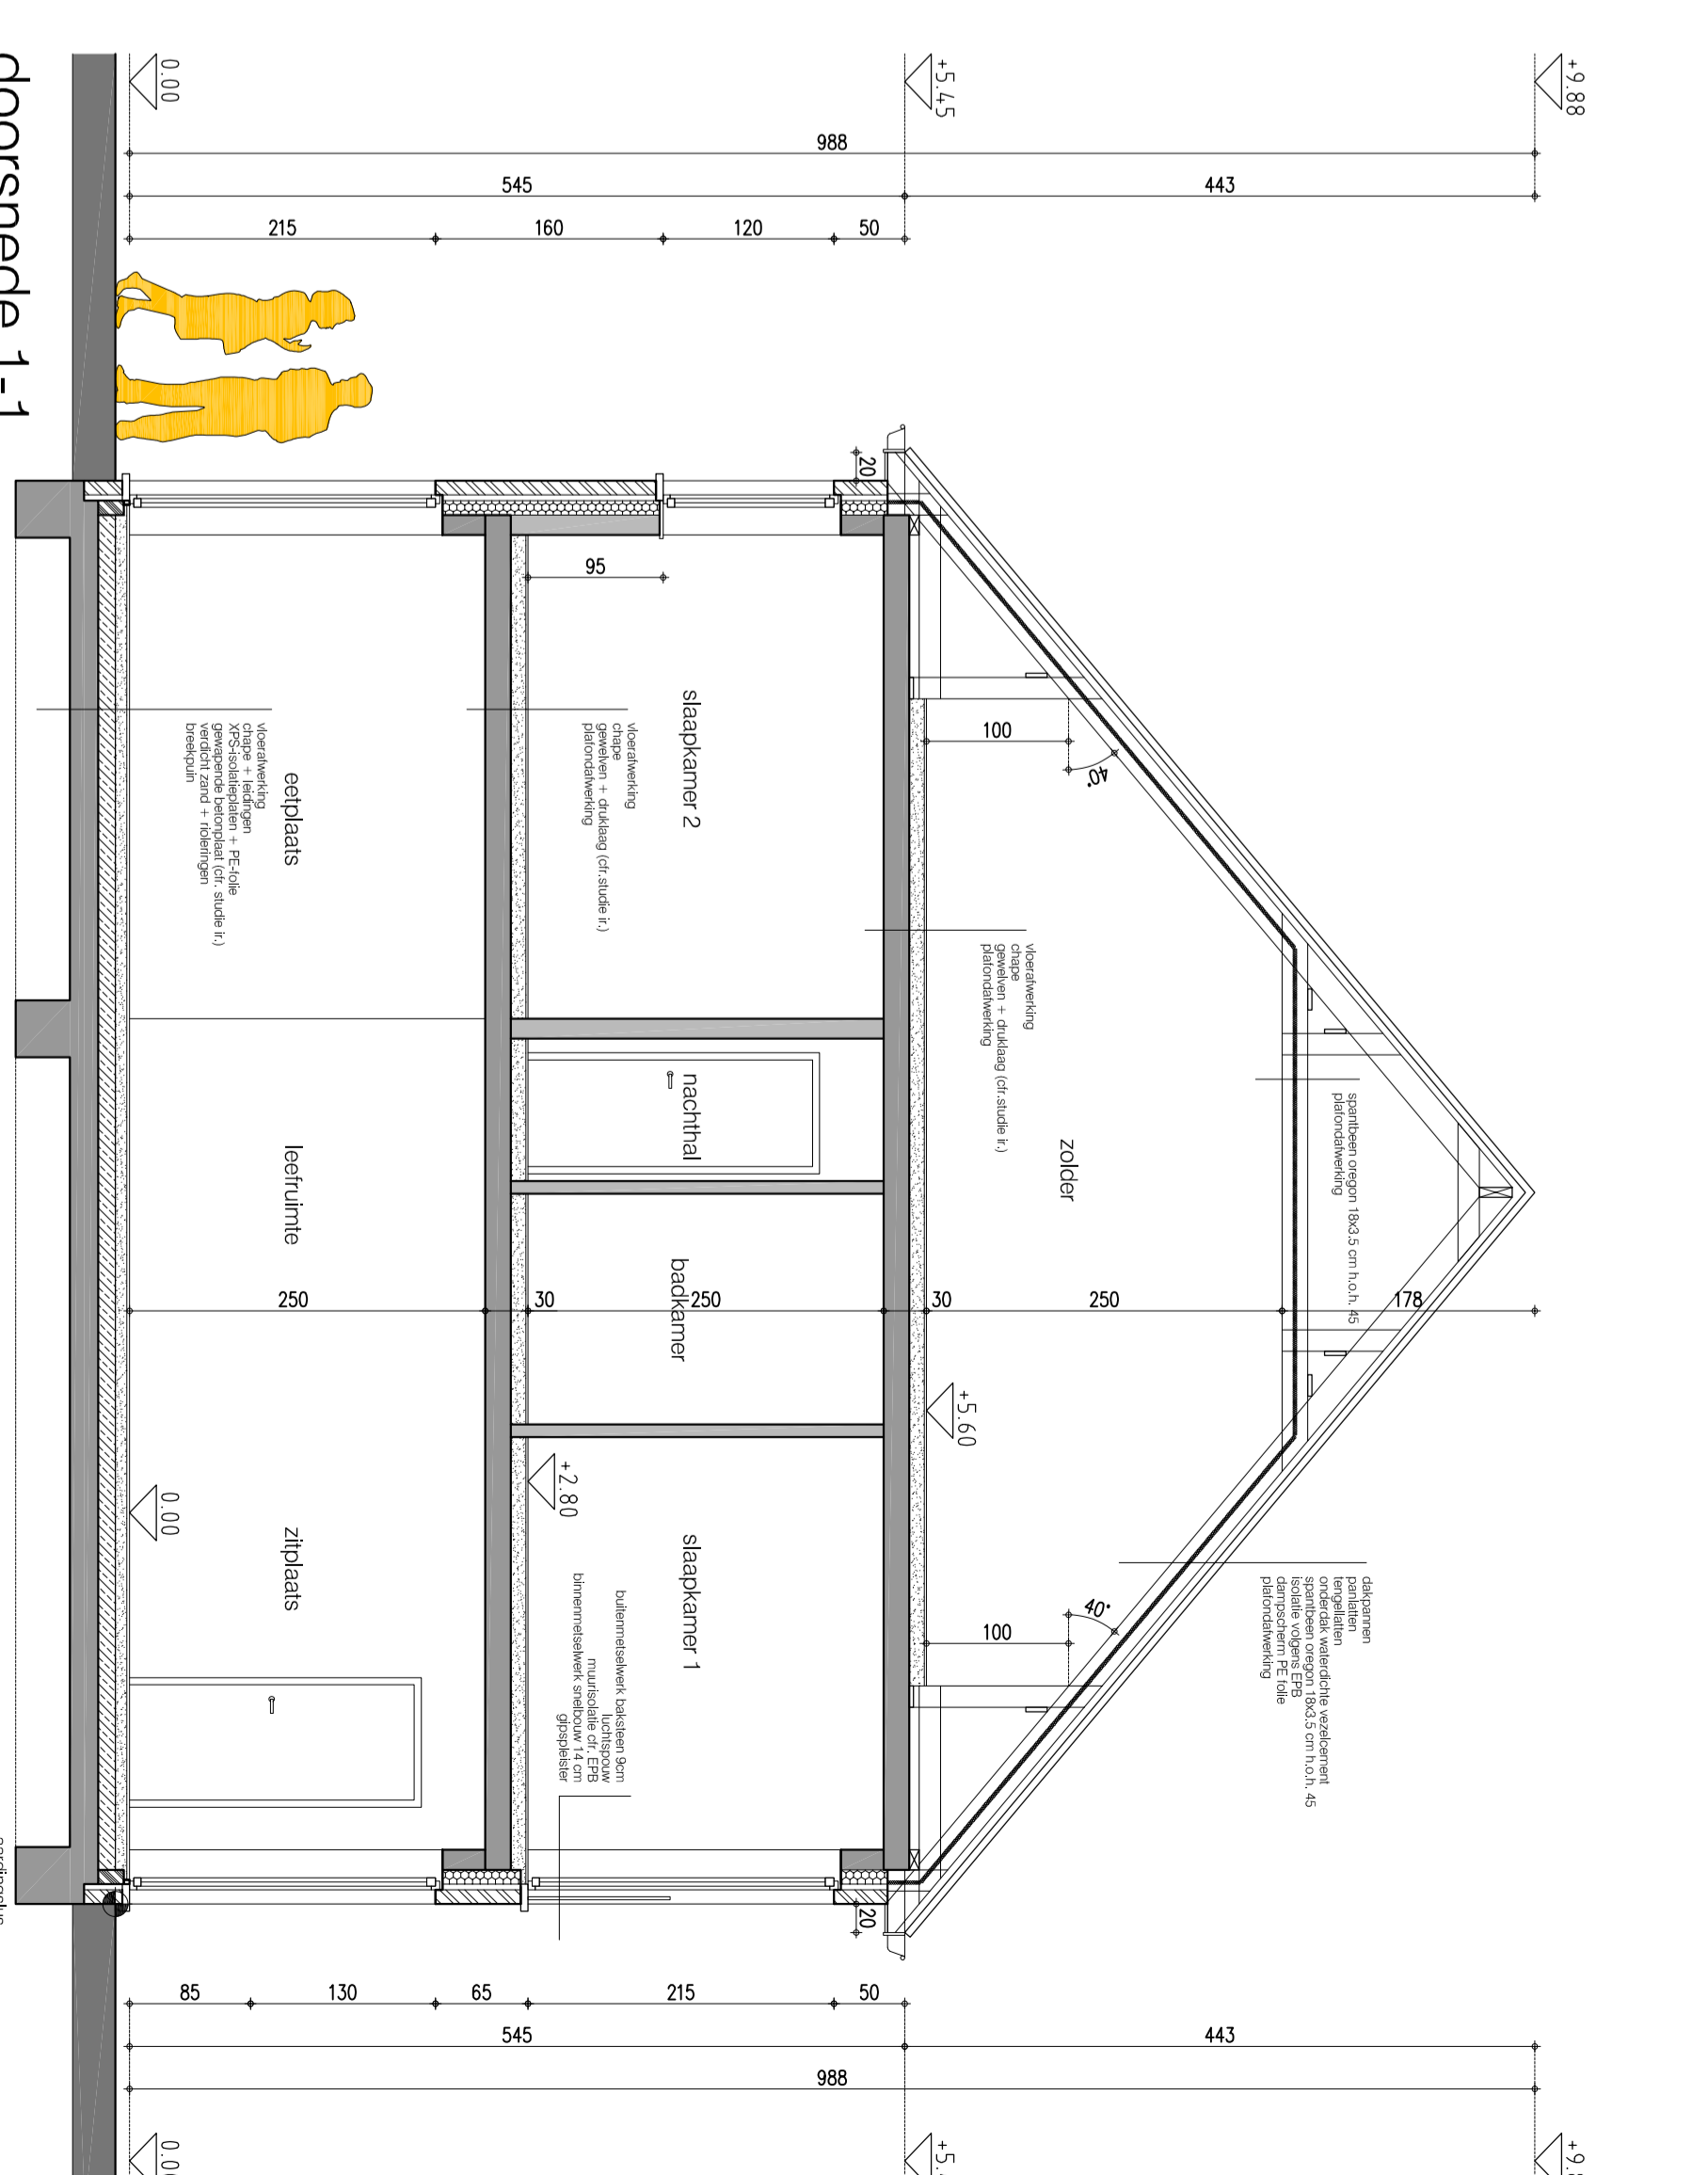 doorsnede 1-1
+9.88
+5.45
0.00
988
545
443
215
160
120
50
20
95
slaapkamer 2
vloerafwerking
chape
gewelven + druklaag (cfr.studie ir.)
plafondafwerking
eetplaats
vloerafwerking
chape + leidingen
XPS-isolatieplaten + PE-folie
gewapende betonplaat (cfr. studie ir.)
verdicht zand + rioleringen
breekpuin
100
40°
vloerafwerking
chape
gewelven + druklaag (cfr.studie ir.)
plafondafwerking
zolder
spantbeen oregon 18x3.5 cm h.o.h. 45
plafondafwerking
nachthal
leefruimte
badkamer
250
30
250
30
250
178
+5.60
+2.80
0.00
zitplaats
slaapkamer 1
buitenmetselwerk baksteen 9cm
luchtspouw
muurisolatie cfr. EPB
binnenmetselwerk snelbouw 14 cm
gipspleister
40°
100
dakpannen
panlatten
tengellatten
onderdak waterdichte vezelcement
spantbeen oregon 18x3.5 cm h.o.h. 45
isolatie volgens EPB
dampscherm PE folie
plafondafwerking
20
85
130
65
215
50
545
443
988